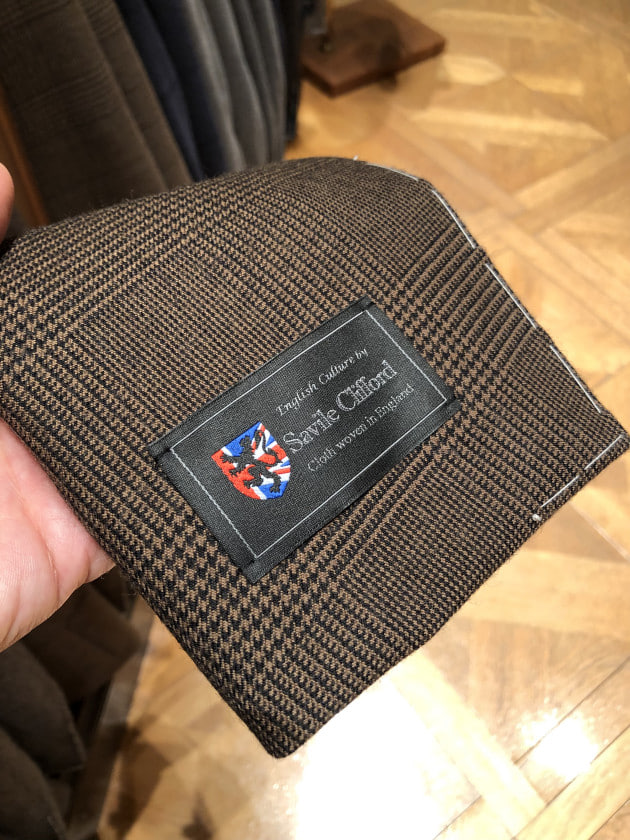 English Culture by
Savile Clifford
Cloth woven in England